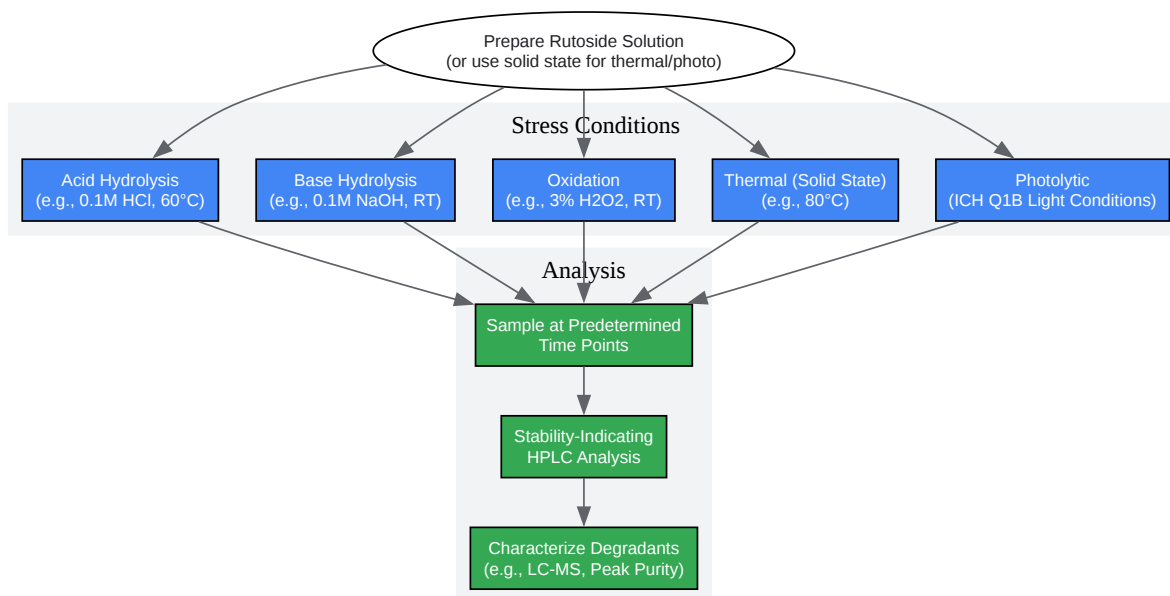 Prepare Rutoside Solution
(or use solid state for thermal/photo)
Stress Conditions
Acid Hydrolysis
(e.g., 0.1M HCl, 60°C)
Base Hydrolysis
(e.g., 0.1M NaOH, RT)
Oxidation
(e.g., 3% H2O2, RT)
Thermal (Solid State)
(e.g., 80°C)
Photolytic
(ICH Q1B Light Conditions)
Analysis
Sample at Predetermined
Time Points
Stability-Indicating
HPLC Analysis
Characterize Degradants
(e.g., LC-MS, Peak Purity)